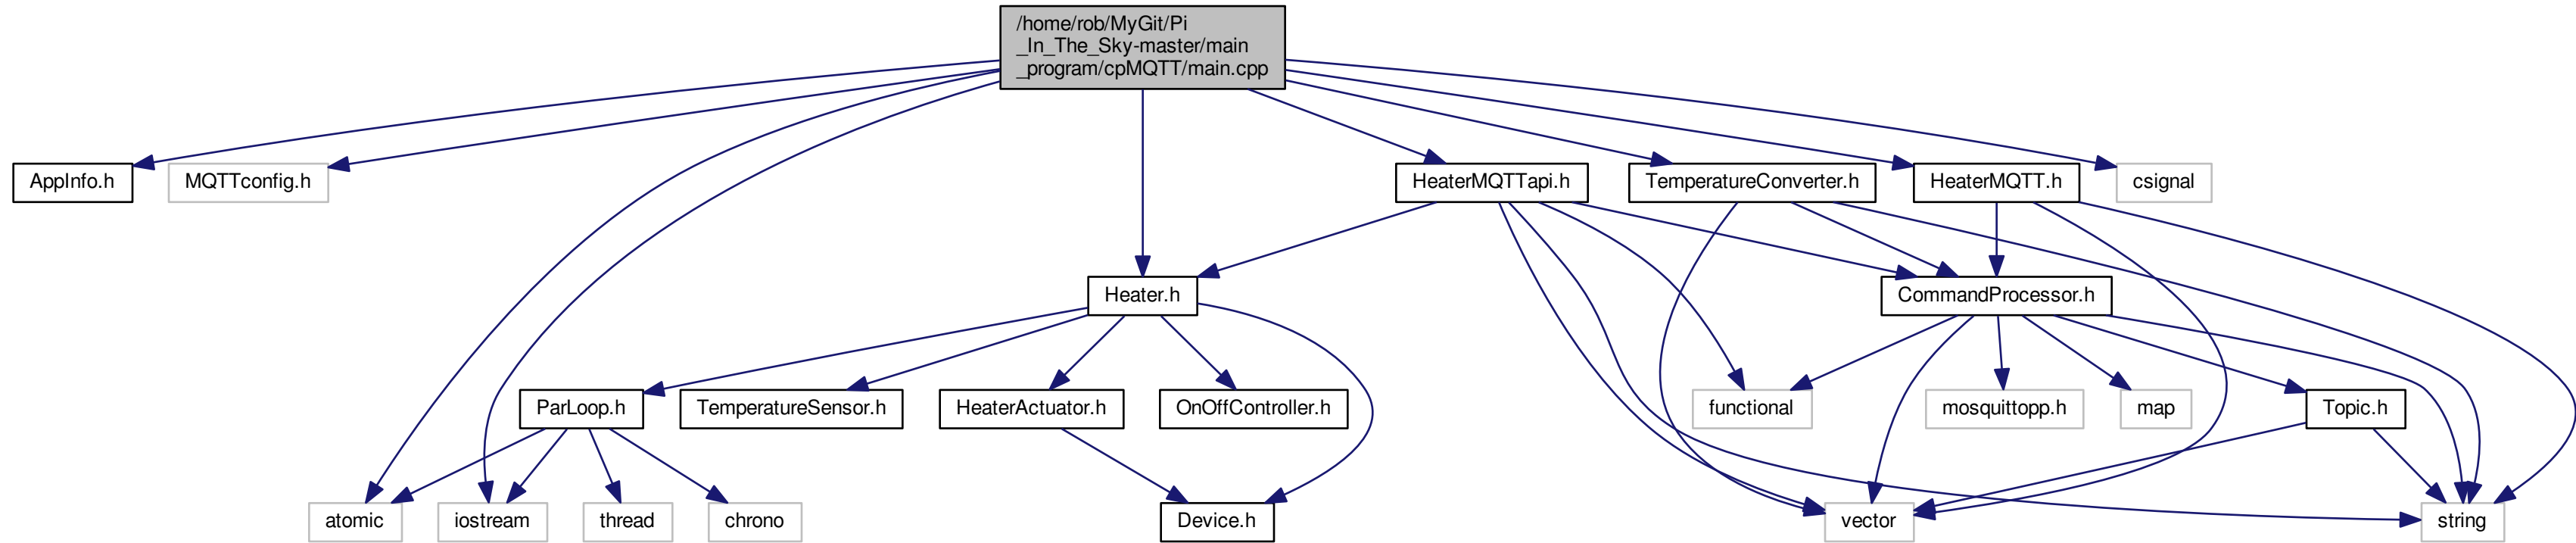 /home/rob/MyGit/Pi
_In_The_Sky-master/main
_program/cpMQTT/main.cpp
AppInfo.h
MQTTconfig.h
HeaterMQTTapi.h
TemperatureConverter.h
HeaterMQTT.h
csignal
Heater.h
CommandProcessor.h
ParLoop.h
TemperatureSensor.h
HeaterActuator.h
OnOffController.h
functional
mosquittopp.h
map
Topic.h
atomic
iostream
thread
chrono
Device.h
vector
string